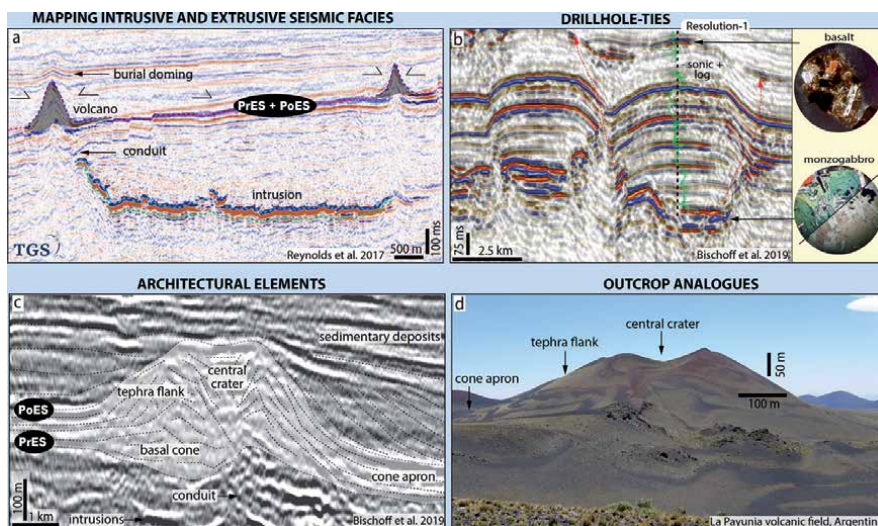 MAPPING INTRUSIVE AND EXTRUSIVE SEISMIC FACIES
a
burial doming
volcano
PrES + PoES
conduit
intrusion
TGS
Reynolds et al. 2017
500 m
100 ms
DRILLHOLE-TIES
b
Resolution-1
sonic +
log
75 ms
2.5 km
Bischoff et al. 2019
basalt
monzogabbro
ARCHITECTURAL ELEMENTS
c
sedimentary deposits
tephra flank
central
crater
PoES
PrES
basal cone
cone apron
conduit
100 m
1 km
intrusions
Bischoff et al. 2019
OUTCROP ANALOGUES
d
central crater
tephra flank
cone apron
50 m
100 m
La Payunia volcanic field, Argentin